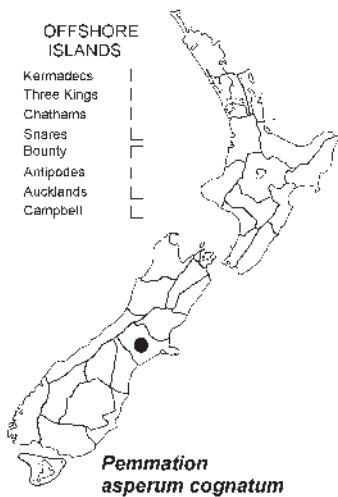 OFFSHORE
ISLANDS
Kermadecs
Three Kings
Chathams
Snares
Bounty
Antipodes
Aucklands
Campbell
Pemmation
asperum cognatum